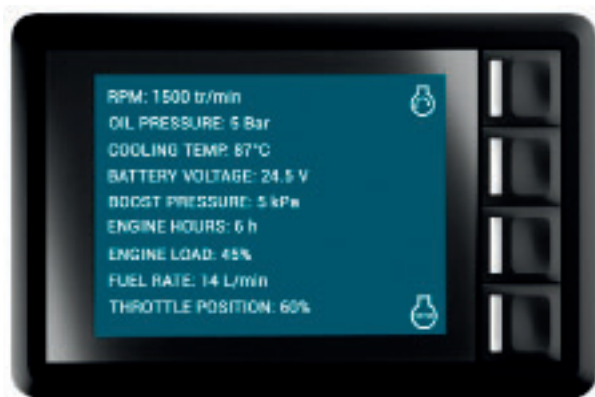 RPM: 1500 tr/min
OIL PRESSURE: 5 Bar
COOLING TEMP: 87°C
BATTERY VOLTAGE: 24.5 V
BOOST PRESSURE: 5 kPa
ENGINE HOURS: 6 h
ENGINE LOAD: 45%
FUEL RATE: 14 L/min
THROTTLE POSITION: 60%